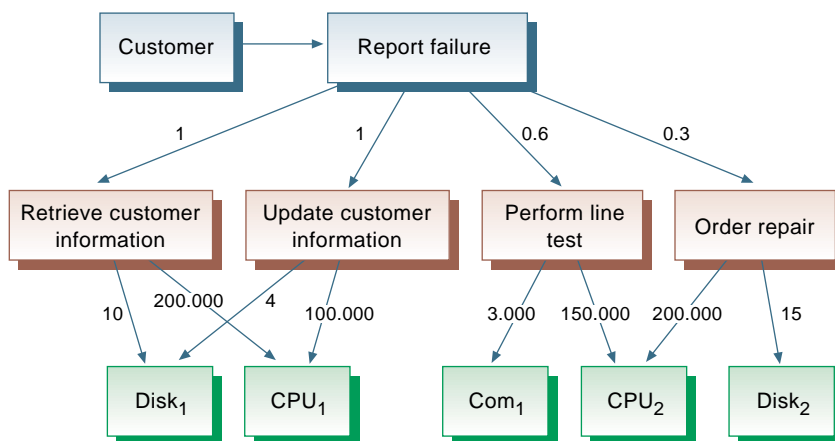 Customer
Report failure
1
1
0.6
0.3
Retrieve customer
information
Update customer
information
Perform line
test
Order repair
10
200.000
4
100.000
3.000
150.000
200.000
15
Disk1
CPU1
Com1
CPU2
Disk2